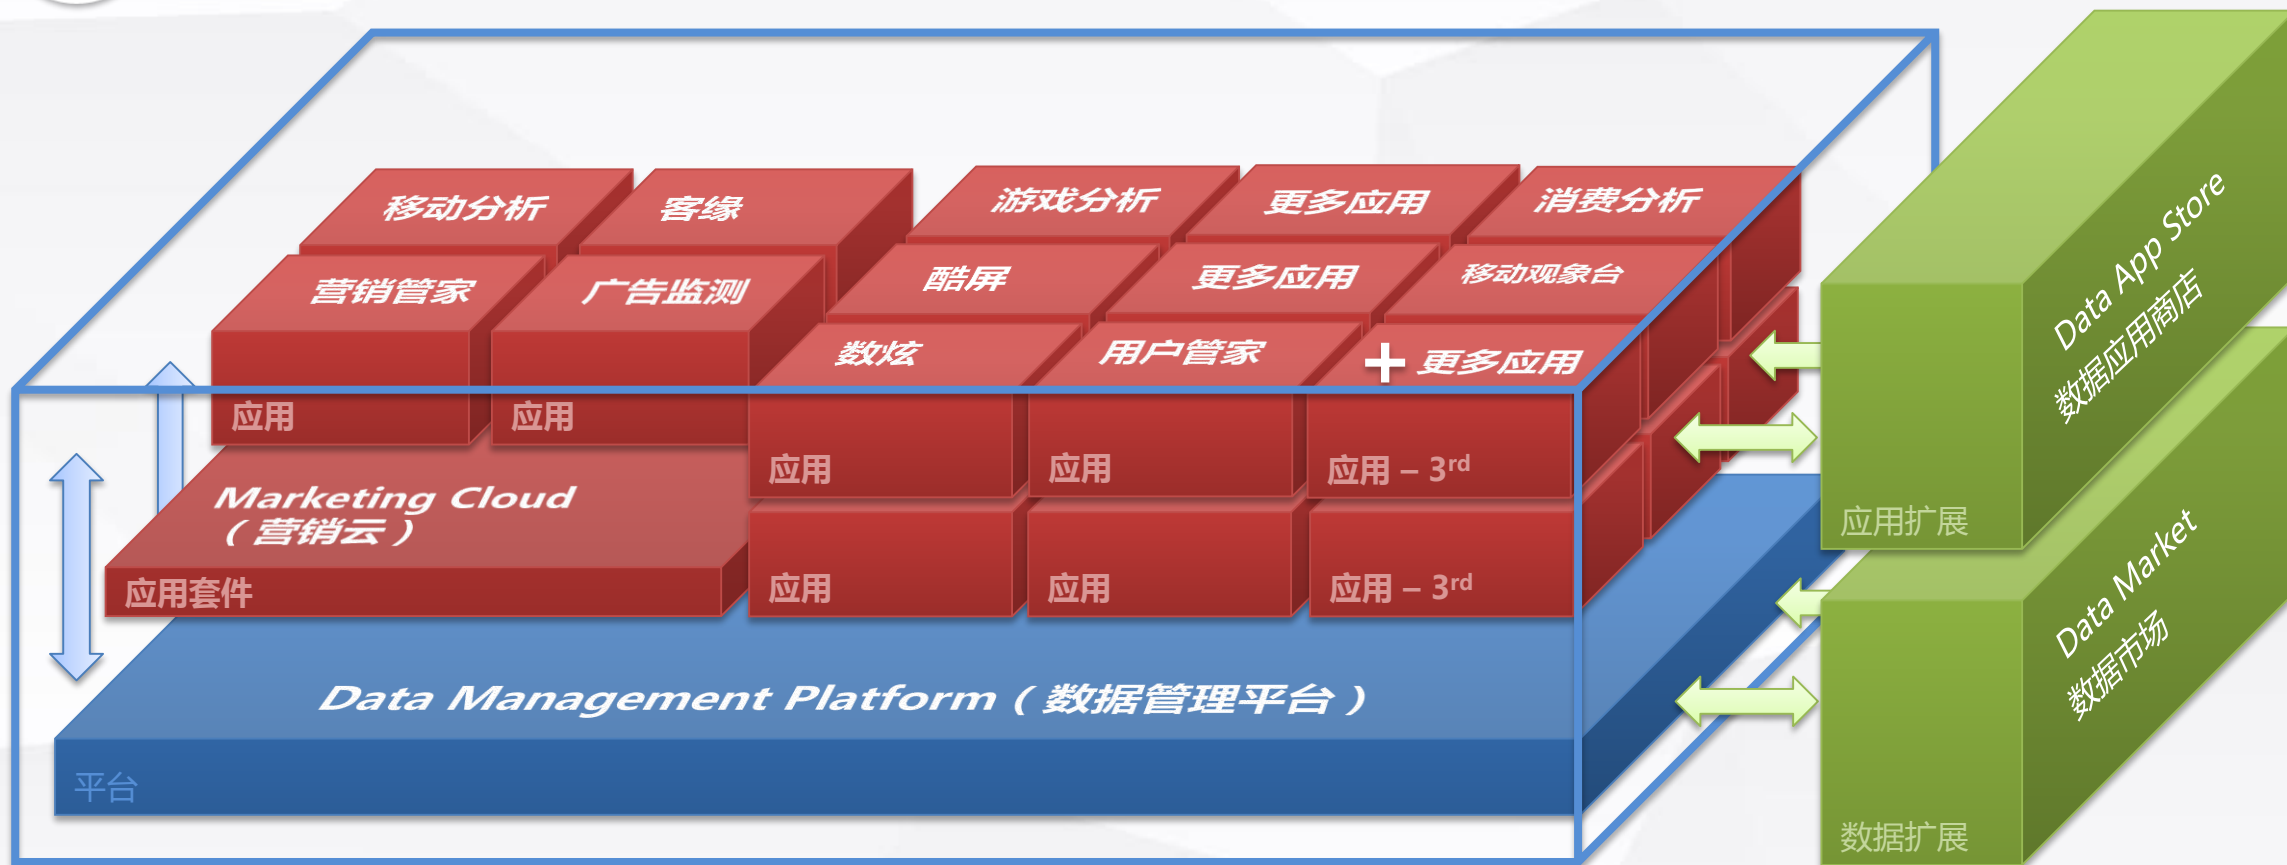 移动分析
客缘
游戏分析
更多应用
消费分析
营销管家
广告监测
酷屏
更多应用
移动观象台
数炫
用户管家
+ 更多应用
应用
应用
应用
应用
应用 – 3rd
Marketing Cloud
（营销云）
应用套件
应用
应用
应用 – 3rd
Data Management Platform（数据管理平台）
平台
Data App Store
数据应用商店
应用扩展
Data Market
数据市场
数据扩展